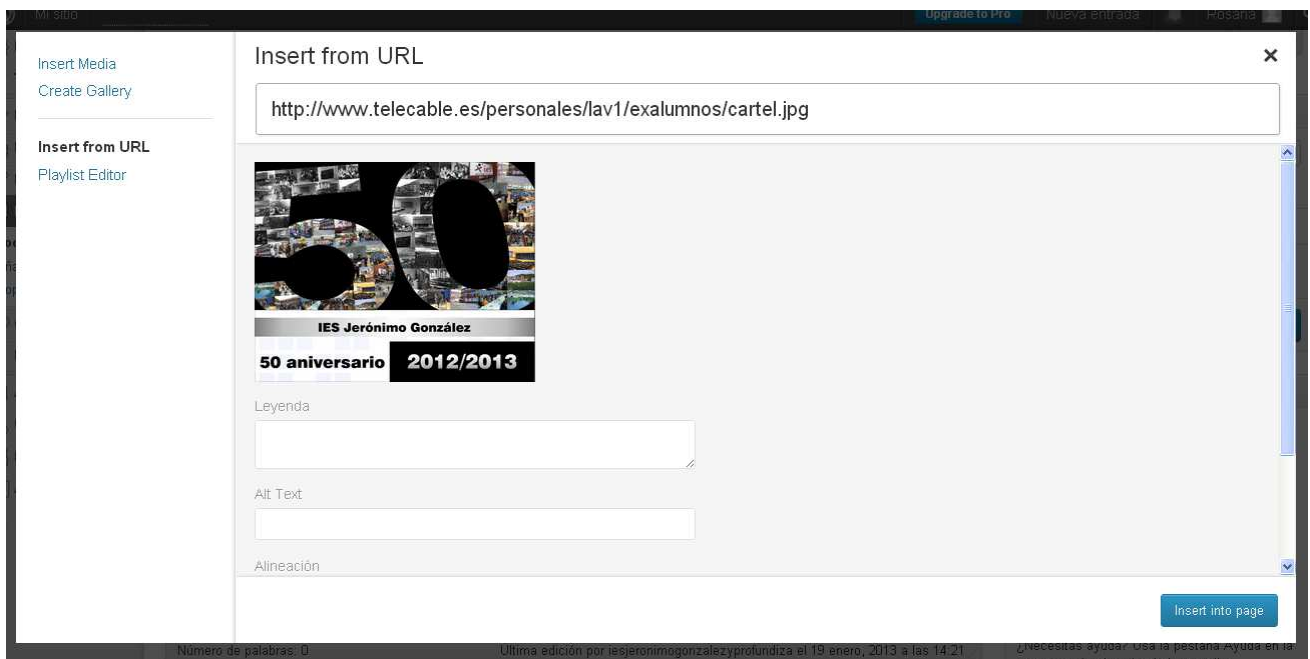 Mi sitio
Upgrade to Pro
Nueva entrada
Rosana
Insert Media
Create Gallery
Insert from URL
Playlist Editor
Insert from URL
×
http://www.telecable.es/personales/lav1/exalumnos/cartel.jpg
50
IES Jerónimo González
50 aniversario 2012/2013
Leyenda
Alt Text
Alineación
Insert into page
Número de palabras: 0
Última edición por iesjeronimogonzalezyprofundiza el 19 enero, 2013 a las 14:21
¿Necesitas ayuda? Usa la pestaña Ayuda en la